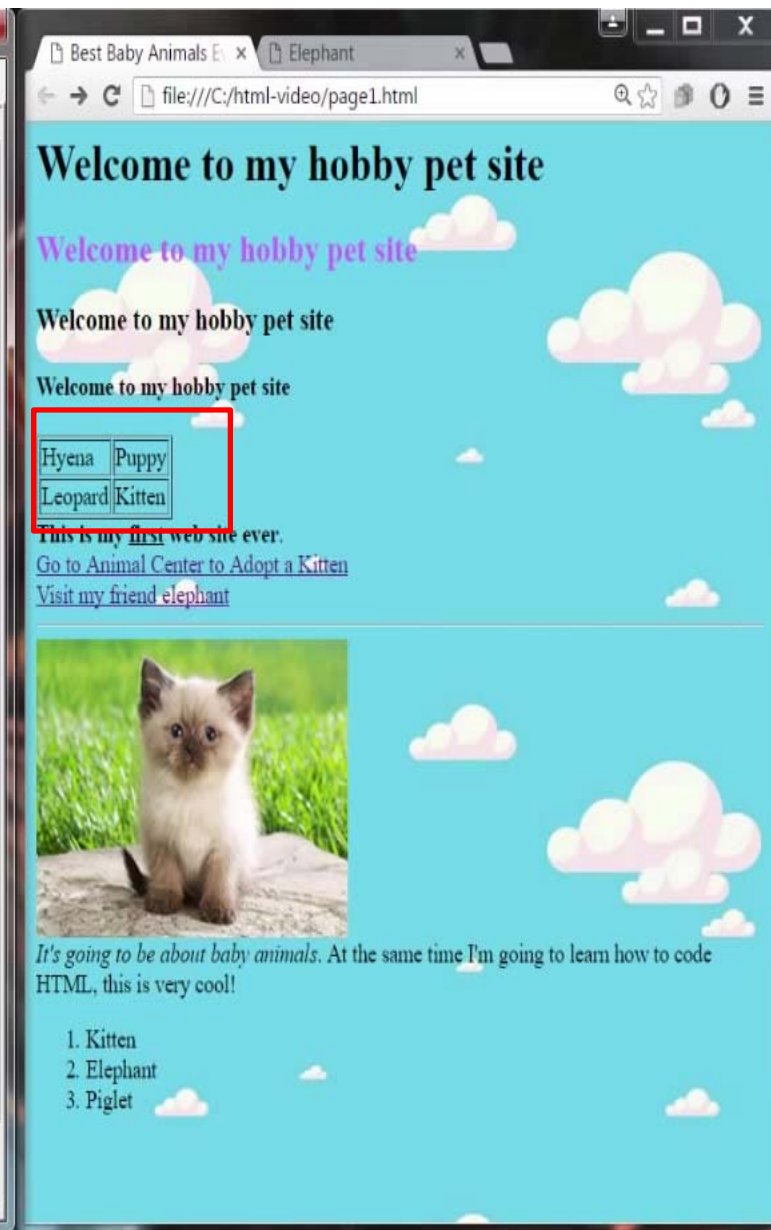 Best Baby Animals E
Elephant
file:///C:/html-video/page1.html
Welcome to my hobby pet site
Welcome to my hobby pet site
Welcome to my hobby pet site
Welcome to my hobby pet site
Hyena Puppy
Leopard Kitten
This is my first web site ever.
Go to Animal Center to Adopt a Kitten
Visit my friend elephant
It's going to be about baby animals. At the same time I'm going to learn how to code
HTML, this is very cool!
1. Kitten
2. Elephant
3. Piglet